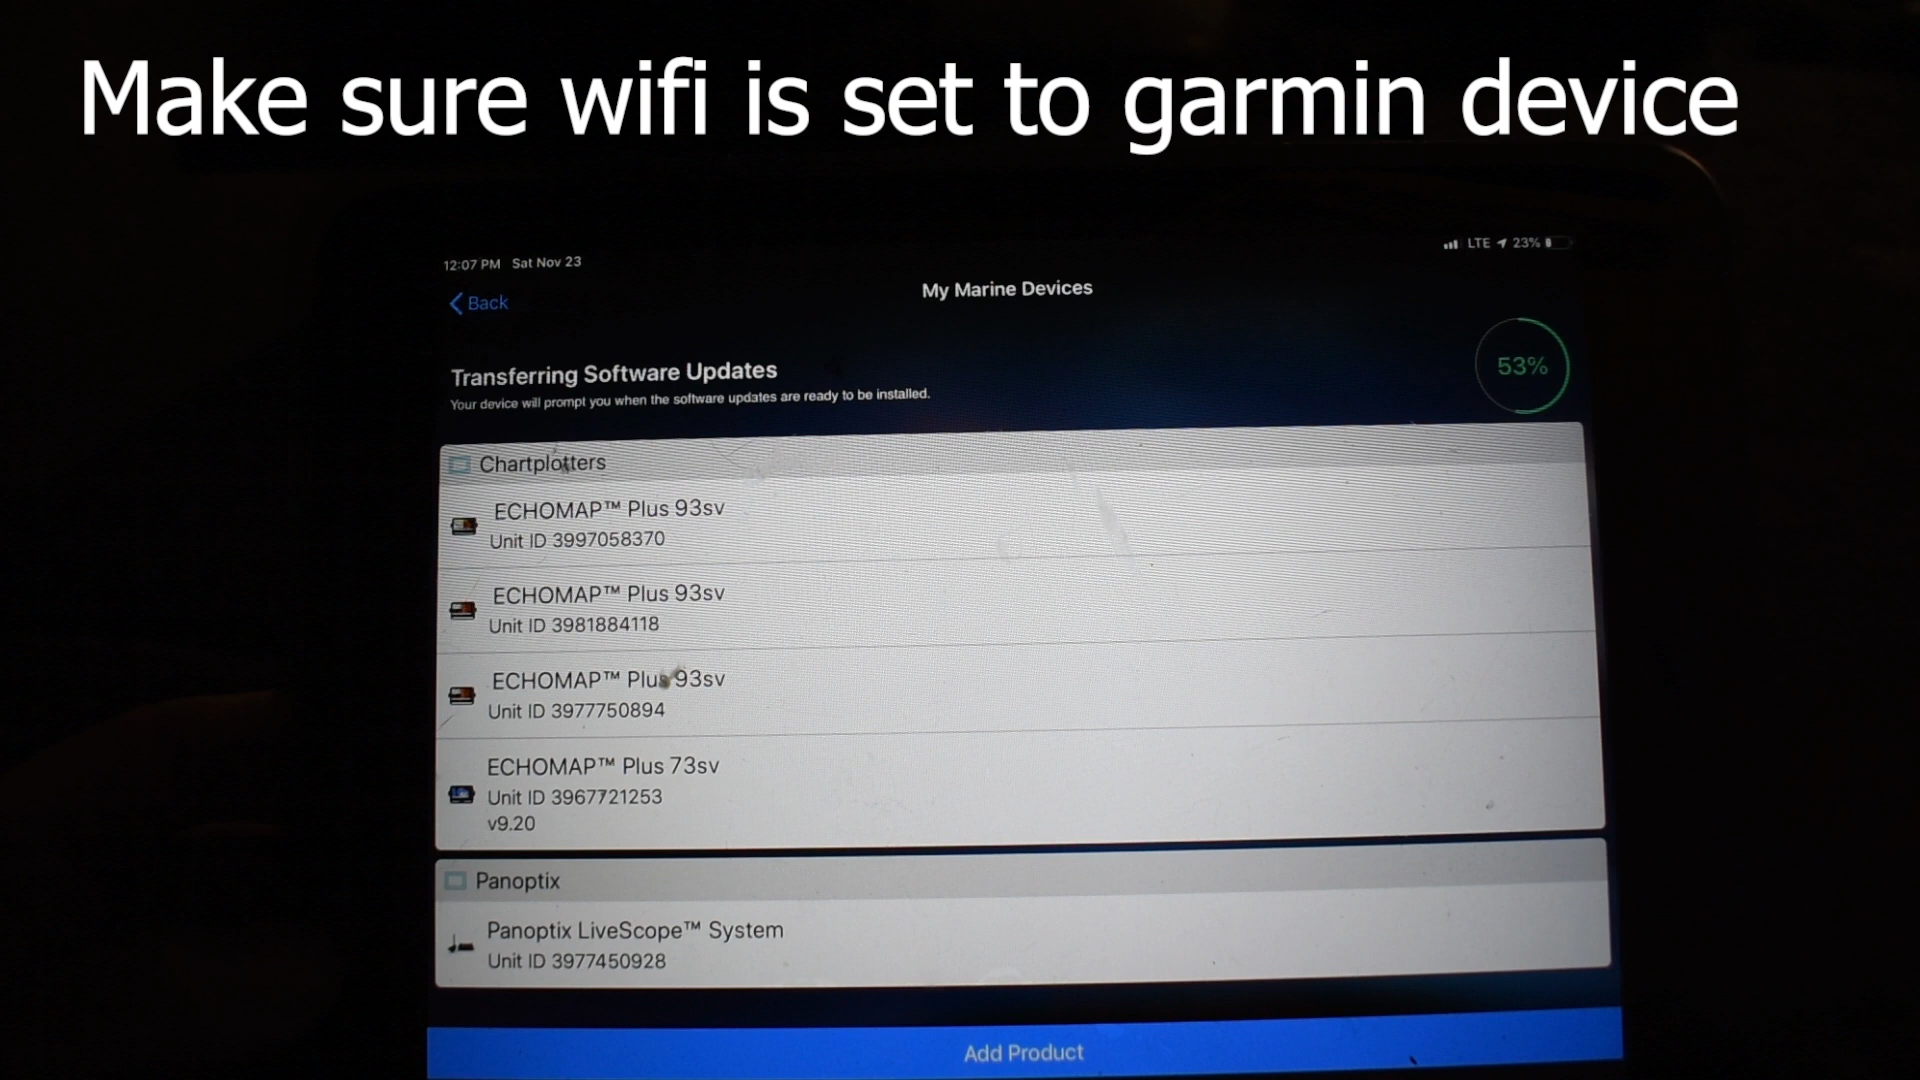 Make sure wifi is set to garmin device
12:07 PM Sat Nov 23
LTE 23%
Back
My Marine Devices
Transferring Software Updates
53%
Your device will prompt you when the software updates are ready to be installed.
Chartplotters
ECHOMAP™ Plus 93sv
Unit ID 3997058370
ECHOMAP™ Plus 93sv
Unit ID 3981884118
ECHOMAP™ Plus 93sv
Unit ID 3977750894
ECHOMAP™ Plus 73sv
Unit ID 3967721253
v9.20
Panoptix
Panoptix LiveScope™ System
Unit ID 3977450928
Add Product